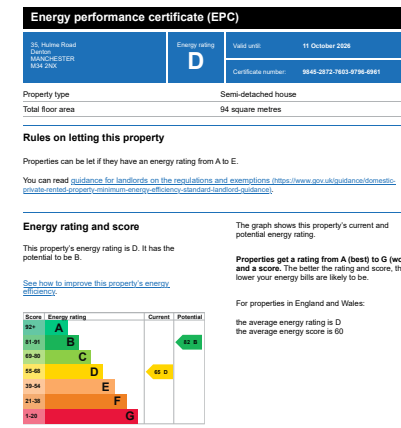 Energy performance certificate (EPC)
35, Hulme Road
Denton
MANCHESTER
M34 2NX
Energy rating
D
Valid until:
11 October 2026
Certificate number:
9845-2872-7603-9796-6961
Property type
Semi-detached house
Total floor area
94 square metres
Rules on letting this property
Properties can be let if they have an energy rating from A to E.
You can read guidance for landlords on the regulations and exemptions (https://www.gov.uk/guidance/domestic-
private-rented-property-minimum-energy-efficiency-standard-landlord-guidance).
Energy rating and score
This property's energy rating is D. It has the
potential to be B.
See how to improve this property's energy
efficiency.
Score Energy rating Current Potential
92+ A
81-91 B 82 B
69-80 C
55-68 D 65 D
39-54 E
21-38 F
1-20 G
The graph shows this property's current and
potential energy rating.
Properties get a rating from A (best) to G (wo
and a score. The better the rating and score, th
lower your energy bills are likely to be.
For properties in England and Wales:
the average energy rating is D
the average energy score is 60